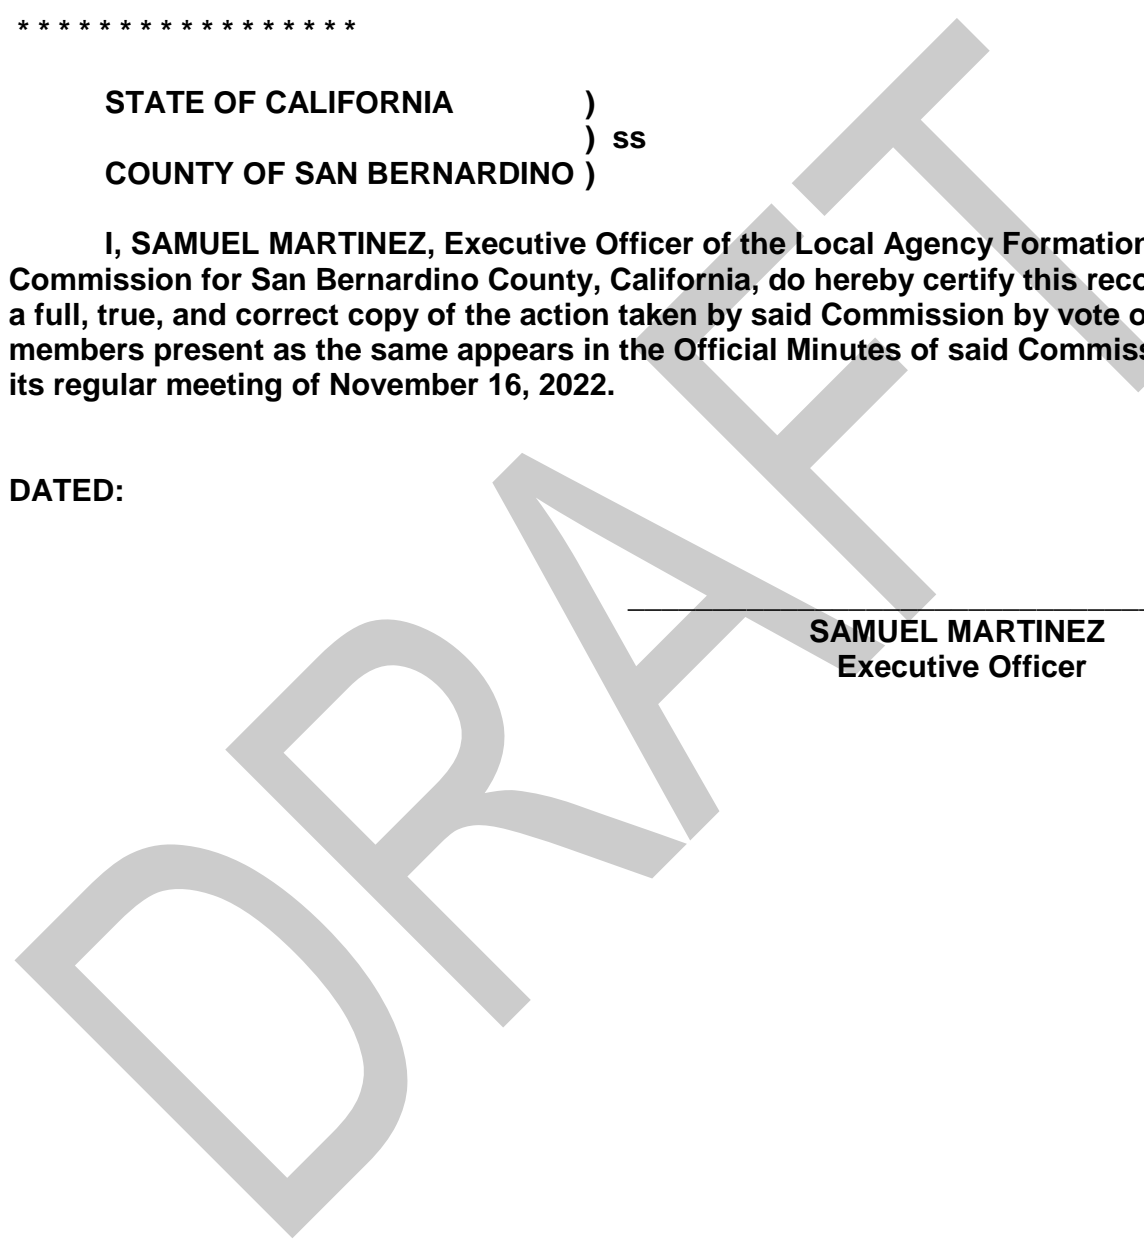 * * * * * * * * * * * * * * * * *
STATE OF CALIFORNIA )
) ss
COUNTY OF SAN BERNARDINO )
I, SAMUEL MARTINEZ, Executive Officer of the Local Agency Formation
Commission for San Bernardino County, California, do hereby certify this
a full, true, and correct copy of the action taken by said Commission by vote
members present as the same appears in the Official Minutes of said
its regular meeting of November 16, 2022.
DATED:
SAMUEL MARTINEZ
Executive Officer
DRAFT